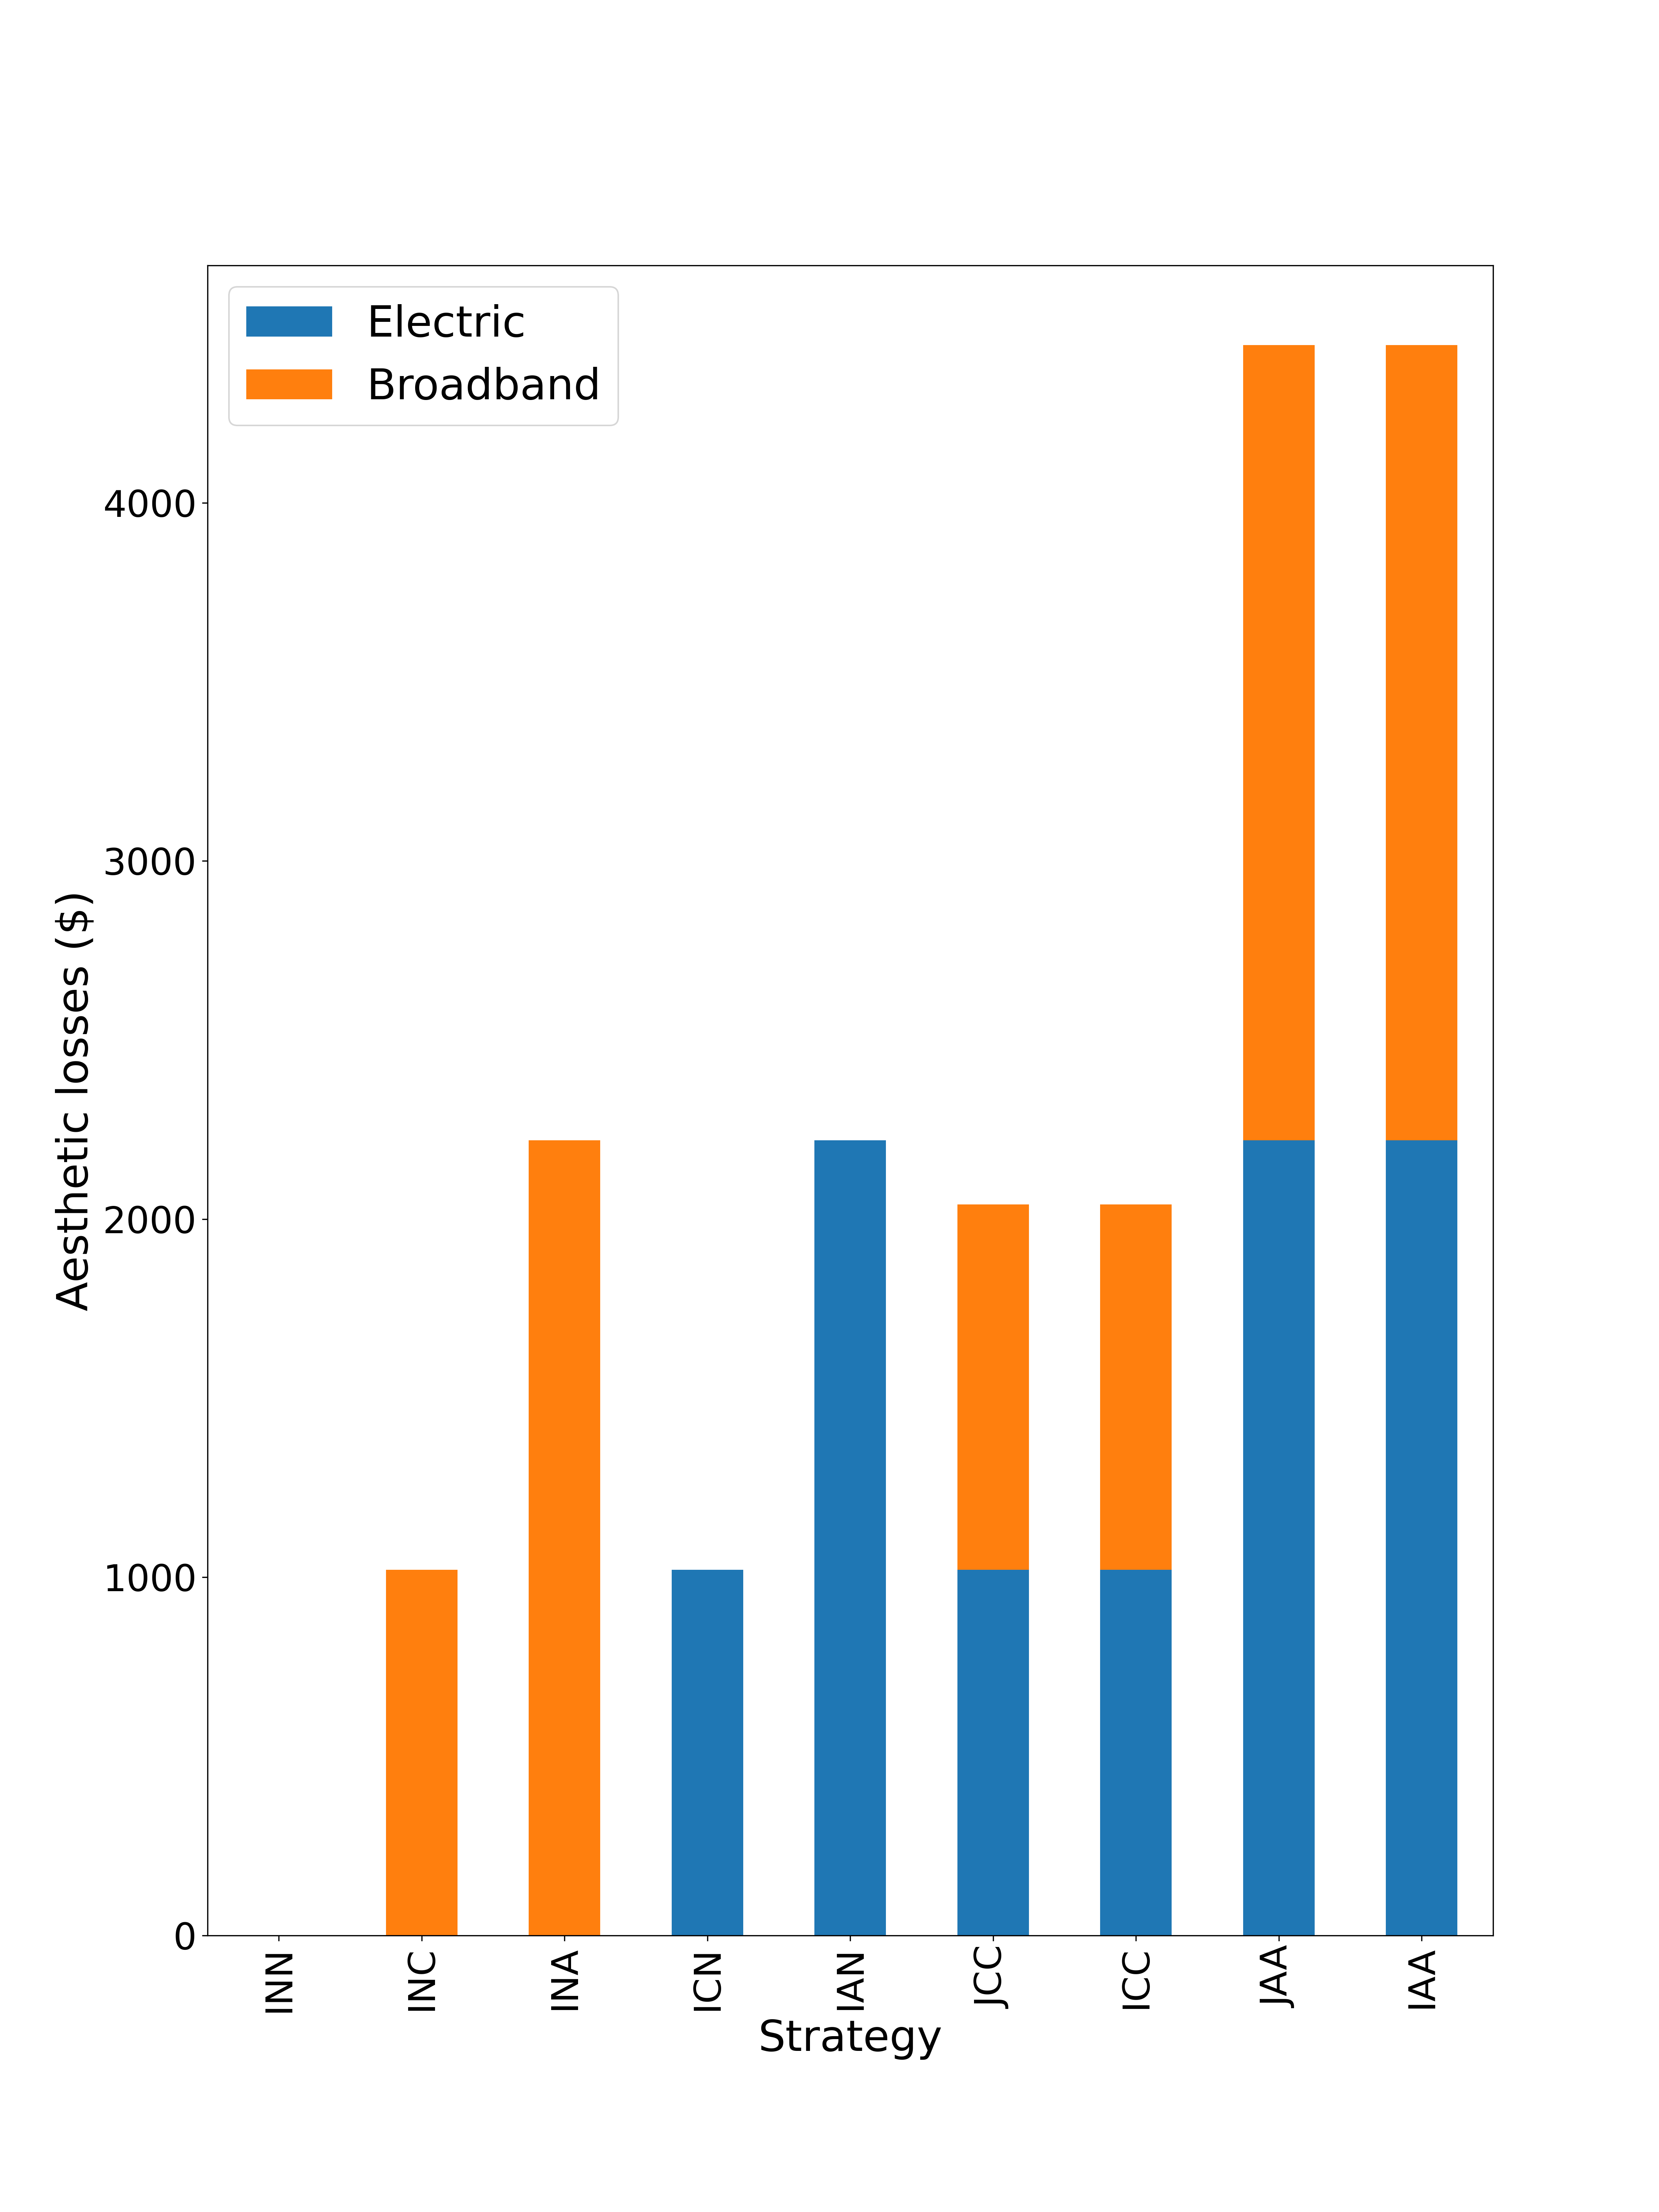 Electric
Broadband
4000
3000
2000
1000
0
Aesthetic losses ($)
INN
INC
INA
ICN
IAN
JCC
ICC
JAA
IAA
Strategy